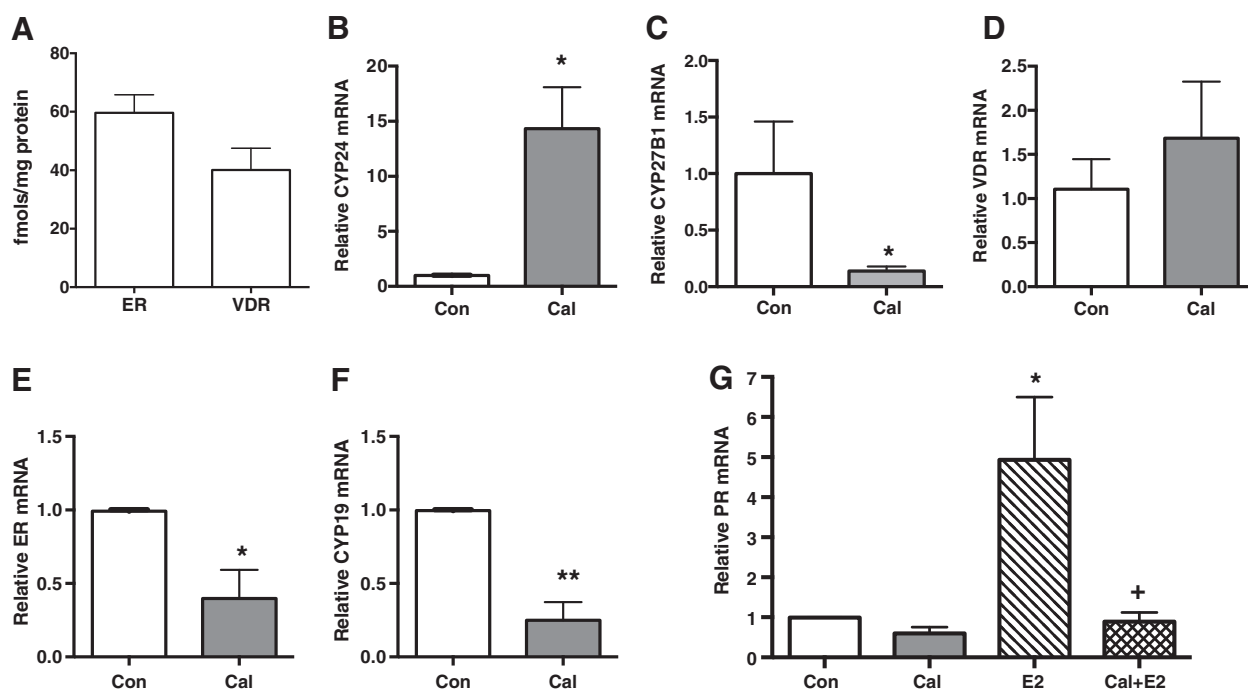 A
fmols/mg protein
80
60
40
20
0
ER VDR
B
Relative CYP24 mRNA
20
15
10
5
0
*
Con Cal
C
Relative CYP27B1 mRNA
2.0
1.5
1.0
0.5
0.0
*
Con Cal
D
Relative VDR mRNA
2.5
2.0
1.5
1.0
0.5
0.0
Con Cal
E
Relative ER mRNA
1.5
1.0
0.5
0.0
*
Con Cal
F
Relative CYP19 mRNA
1.5
1.0
0.5
0.0
**
Con Cal
G
Relative PR mRNA
7
6
5
4
3
2
1
0
*
+
Con Cal E2 Cal+E2